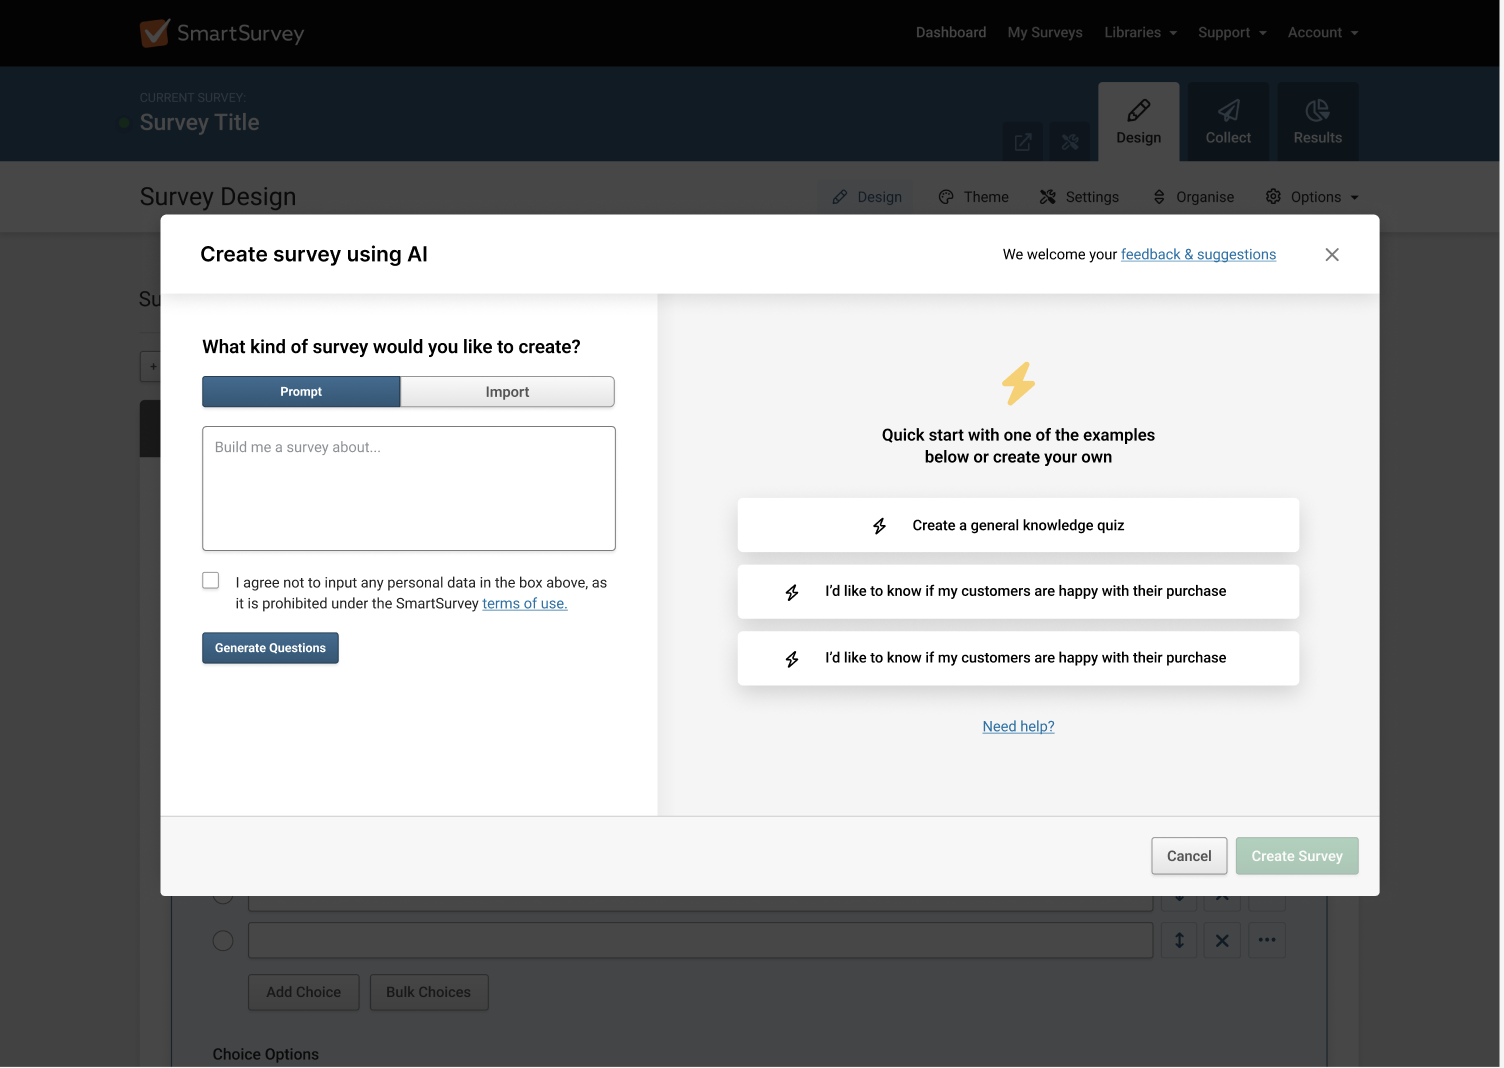 SmartSurvey
Dashboard
My Surveys
Libraries
Support
Account
CURRENT SURVEY:
Survey Title
Design
Collect
Results
Survey Design
Design
Theme
Settings
Organise
Options
Create survey using AI
We welcome your feedback & suggestions
Su
+
What kind of survey would you like to create?
Prompt
Import
Build me a survey about...
I agree not to input any personal data in the box above, as
it is prohibited under the SmartSurvey terms of use.
Generate Questions
Quick start with one of the examples
below or create your own
Create a general knowledge quiz
I’d like to know if my customers are happy with their purchase
I’d like to know if my customers are happy with their purchase
Need help?
Cancel
Create Survey
Add Choice
Bulk Choices
Choice Options